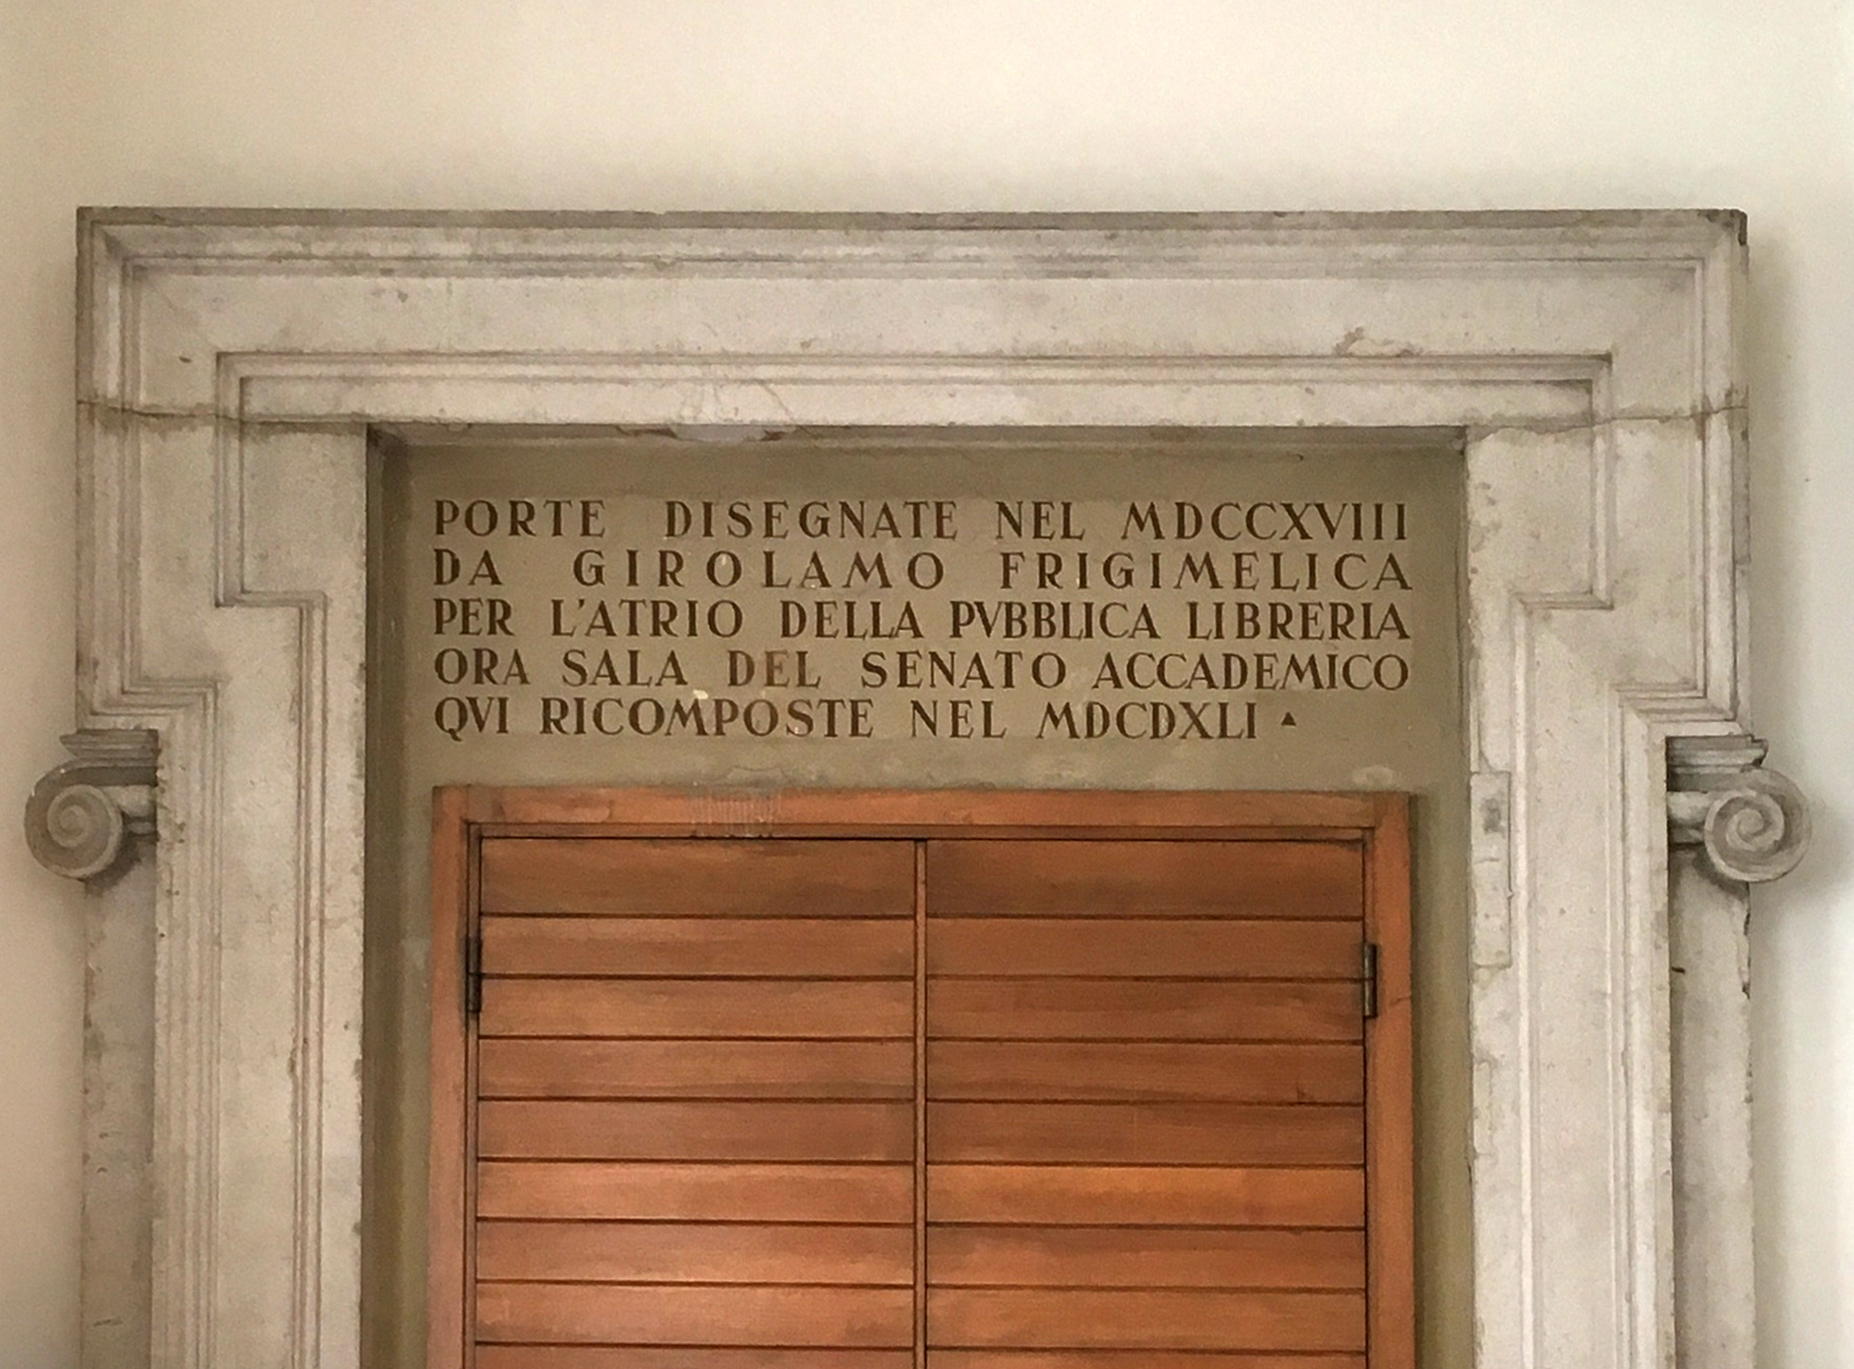 PORTE DISEGNATE NEL MDCCXVIII
DA GIROLAMO FRIGIMELICA
PER L'ATRIO DELLA PVBBLICA LIBRERIA
ORA SALA DEL SENATO ACCADEMICO
QVI RICOMPOSTE NEL MDCDXLI